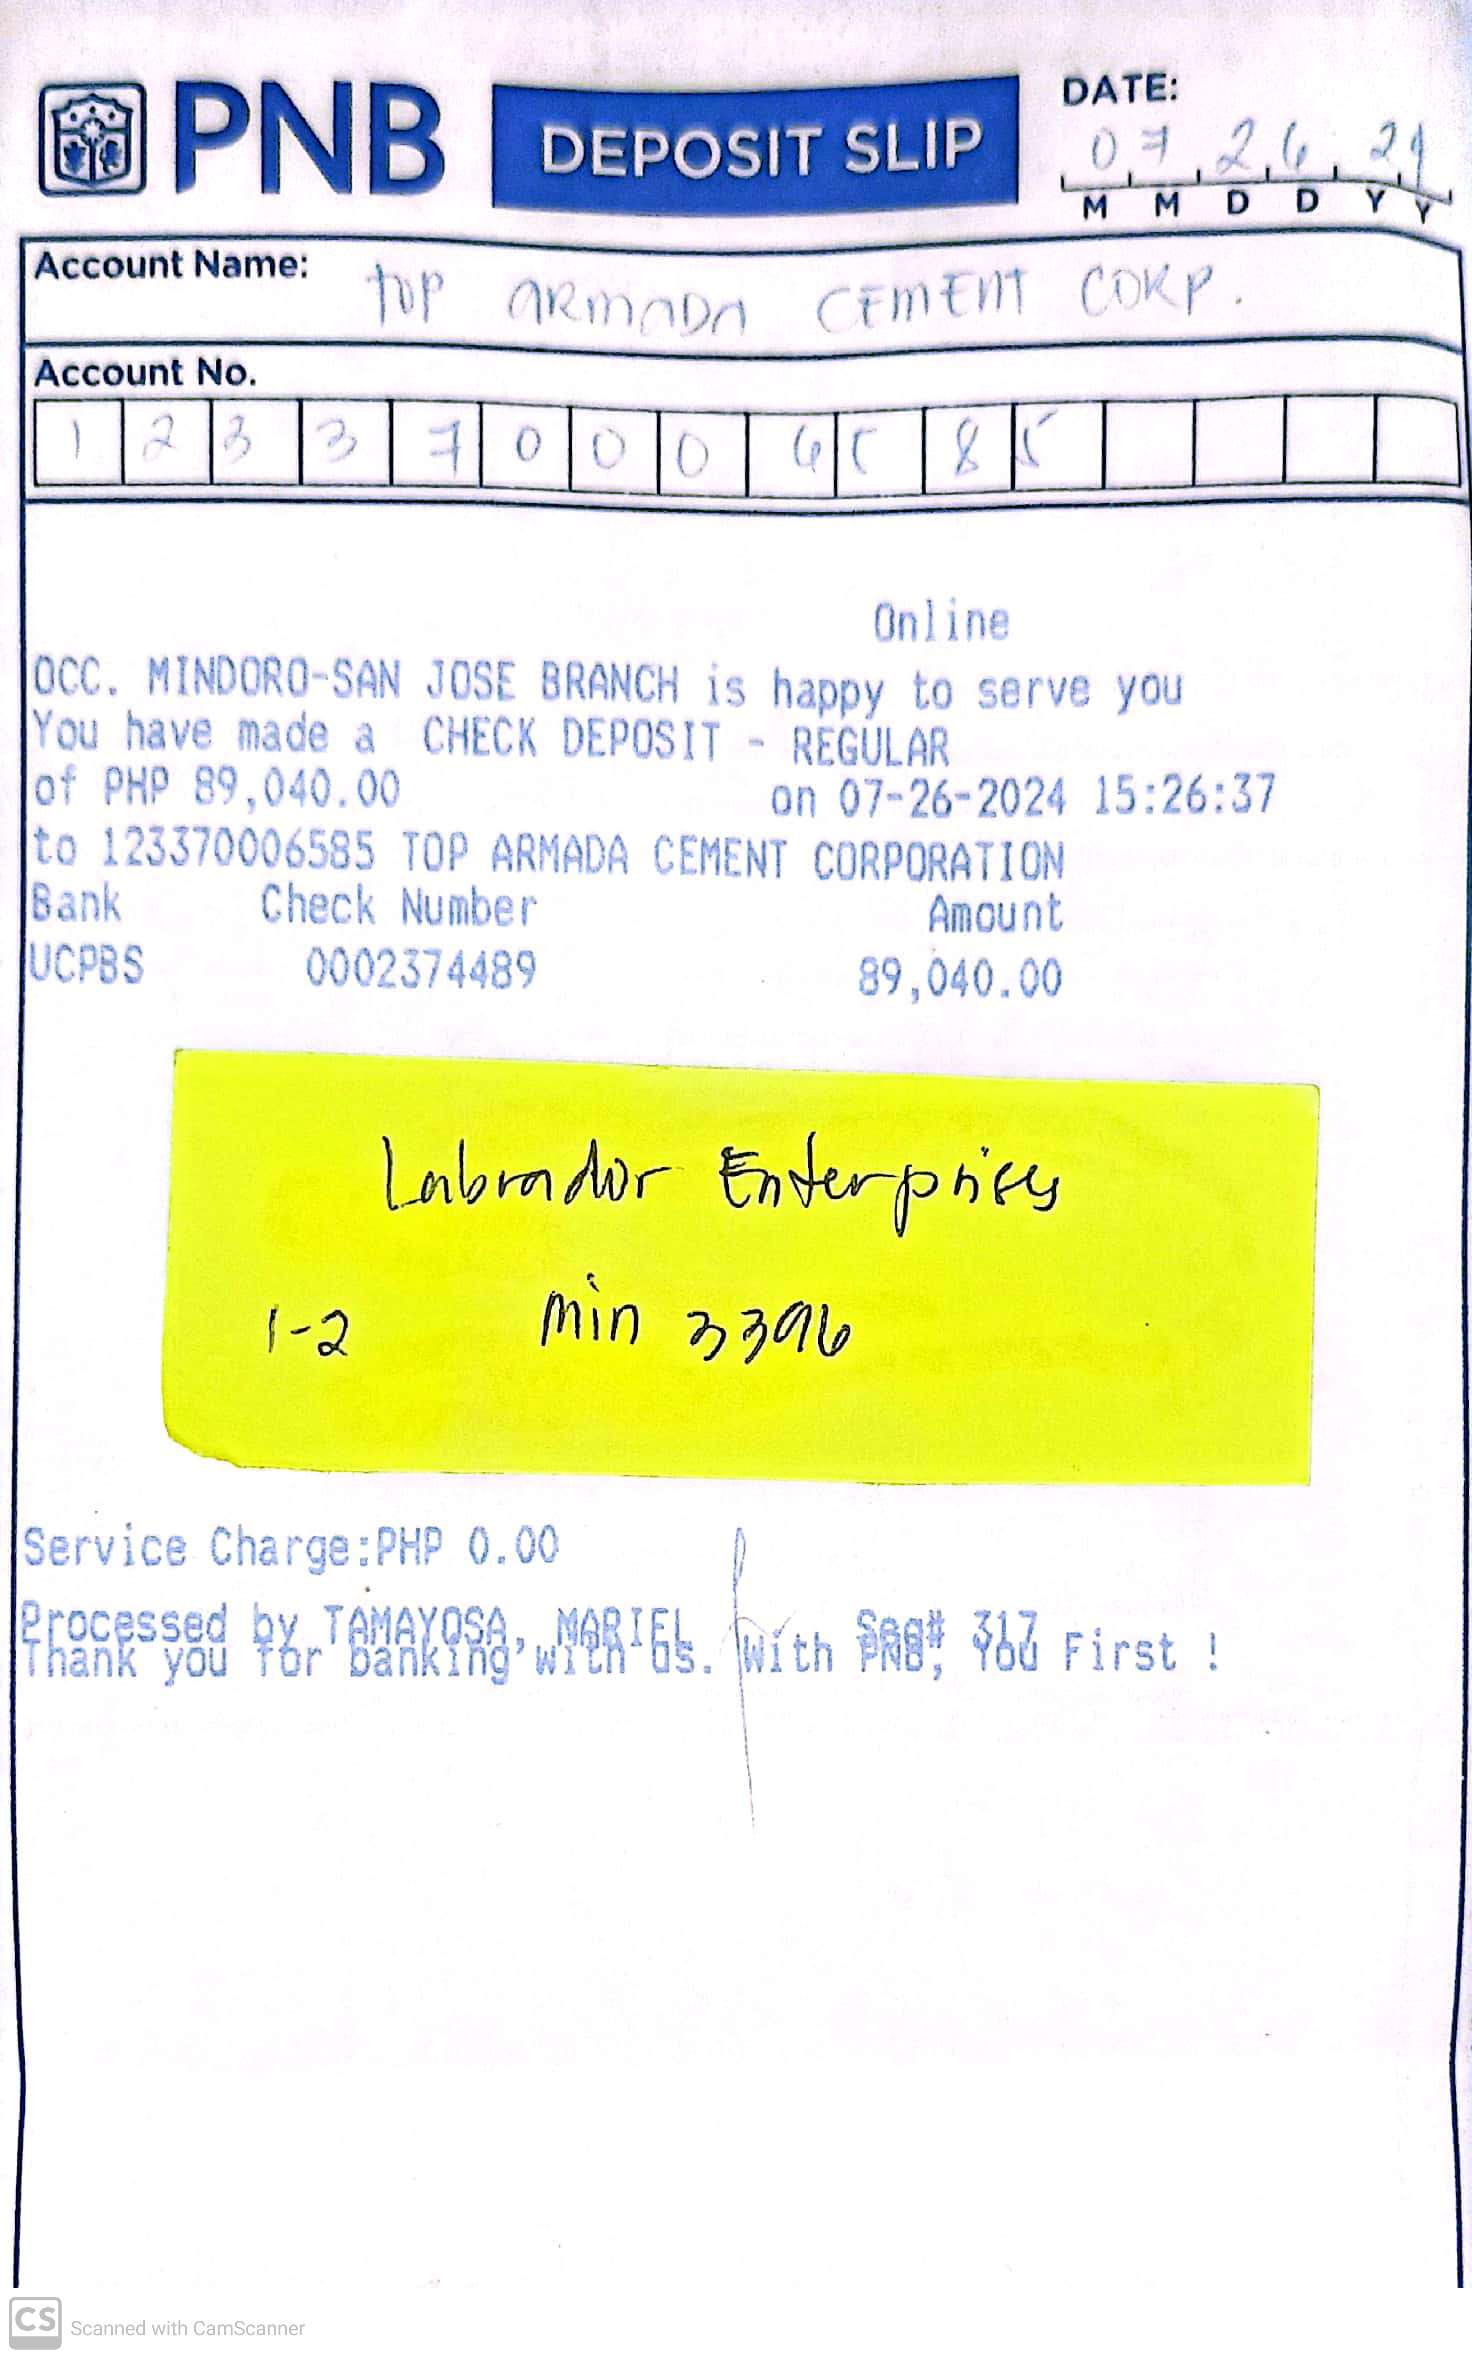 PNB DEPOSIT SLIP
DATE:
07 26 24
M M D D Y Y
Account Name: TOP ARMADA CEMENT CORP.
Account No.
1 2 3 3 7 0 0 0 6 5 8 5
Online
OCC. MINDORO-SAN JOSE BRANCH is happy to serve you
You have made a CHECK DEPOSIT - REGULAR
of PHP 89,040.00 on 07-26-2024 15:26:37
to 123370006585 TOP ARMADA CEMENT CORPORATION
Bank Check Number Amount
UCPBS 0002374489 89,040.00
Labrador Enterprises
1-2 Min 3396
Service Charge:PHP 0.00
Processed by TAMAYOSA, MARIEL Seq# 317
Thank you for banking with us. With PNB, You First !
CS Scanned with CamScanner